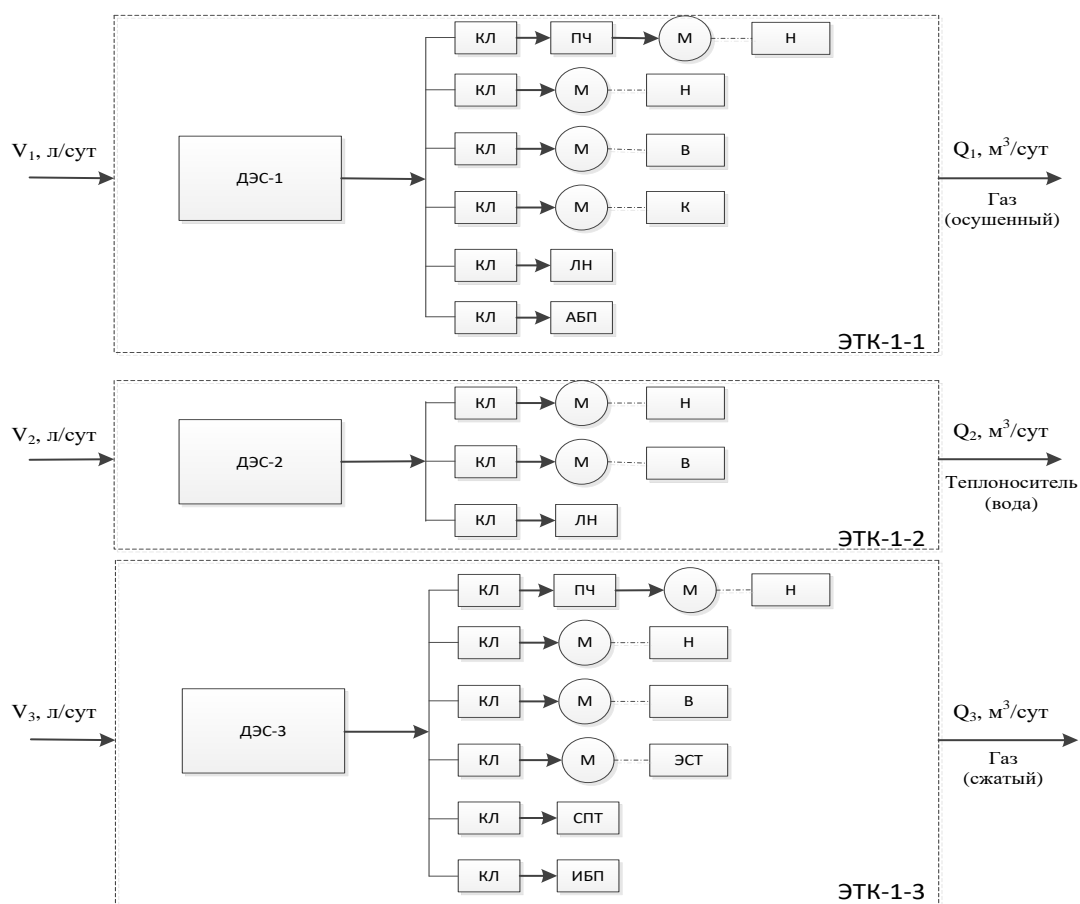 КЛ ПЧ М Н
КЛ М Н
V₁, л/сут
ДЭС-1
КЛ М В
Q₁, м³/сут
КЛ М К
Газ
(осушенный)
КЛ ЛН
КЛ АБП
ЭТК-1-1
КЛ М Н
V₂, л/сут
ДЭС-2
КЛ М В
Q₂, м³/сут
Теплоноситель
(вода)
КЛ ЛН
ЭТК-1-2
КЛ ПЧ М Н
КЛ М Н
V₃, л/сут
ДЭС-3
КЛ М В
Q₃, м³/сут
КЛ М ЭСТ
Газ
(сжатый)
КЛ СПТ
КЛ ИБП
ЭТК-1-3